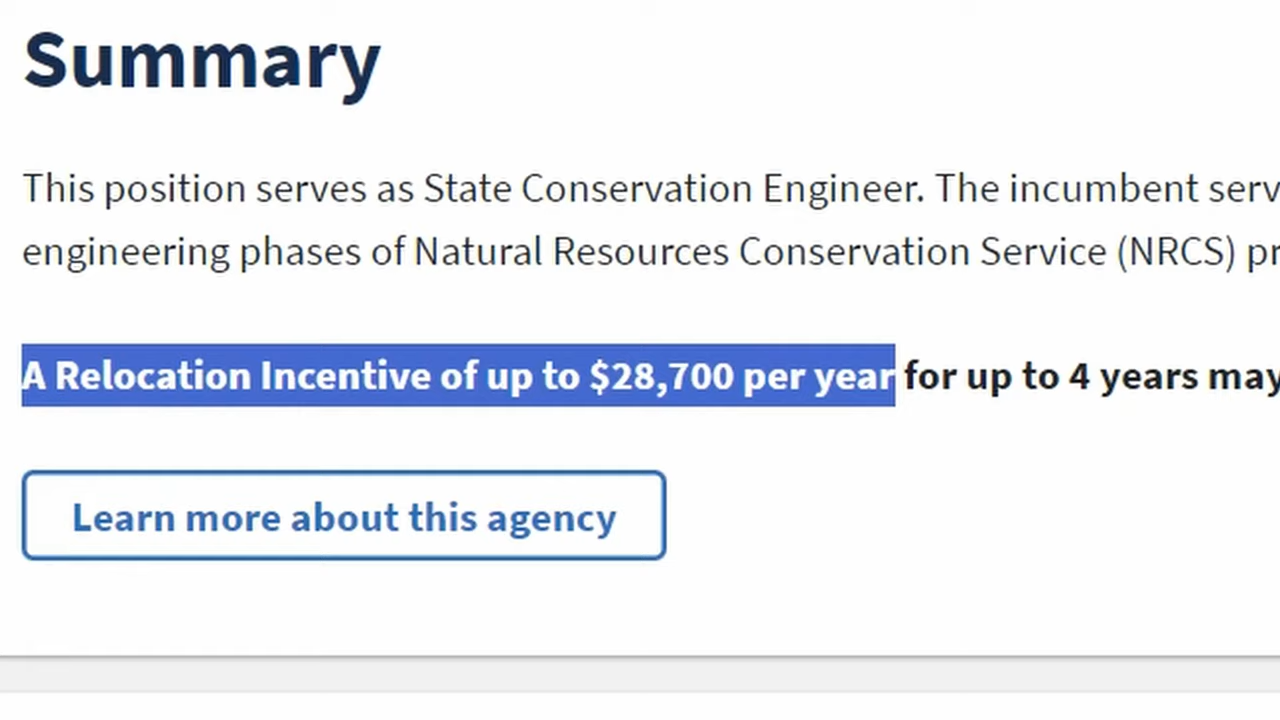 Summary
This position serves as State Conservation Engineer. The incumbent serv
engineering phases of Natural Resources Conservation Service (NRCS) pr
A Relocation Incentive of up to $28,700 per year for up to 4 years may
Learn more about this agency